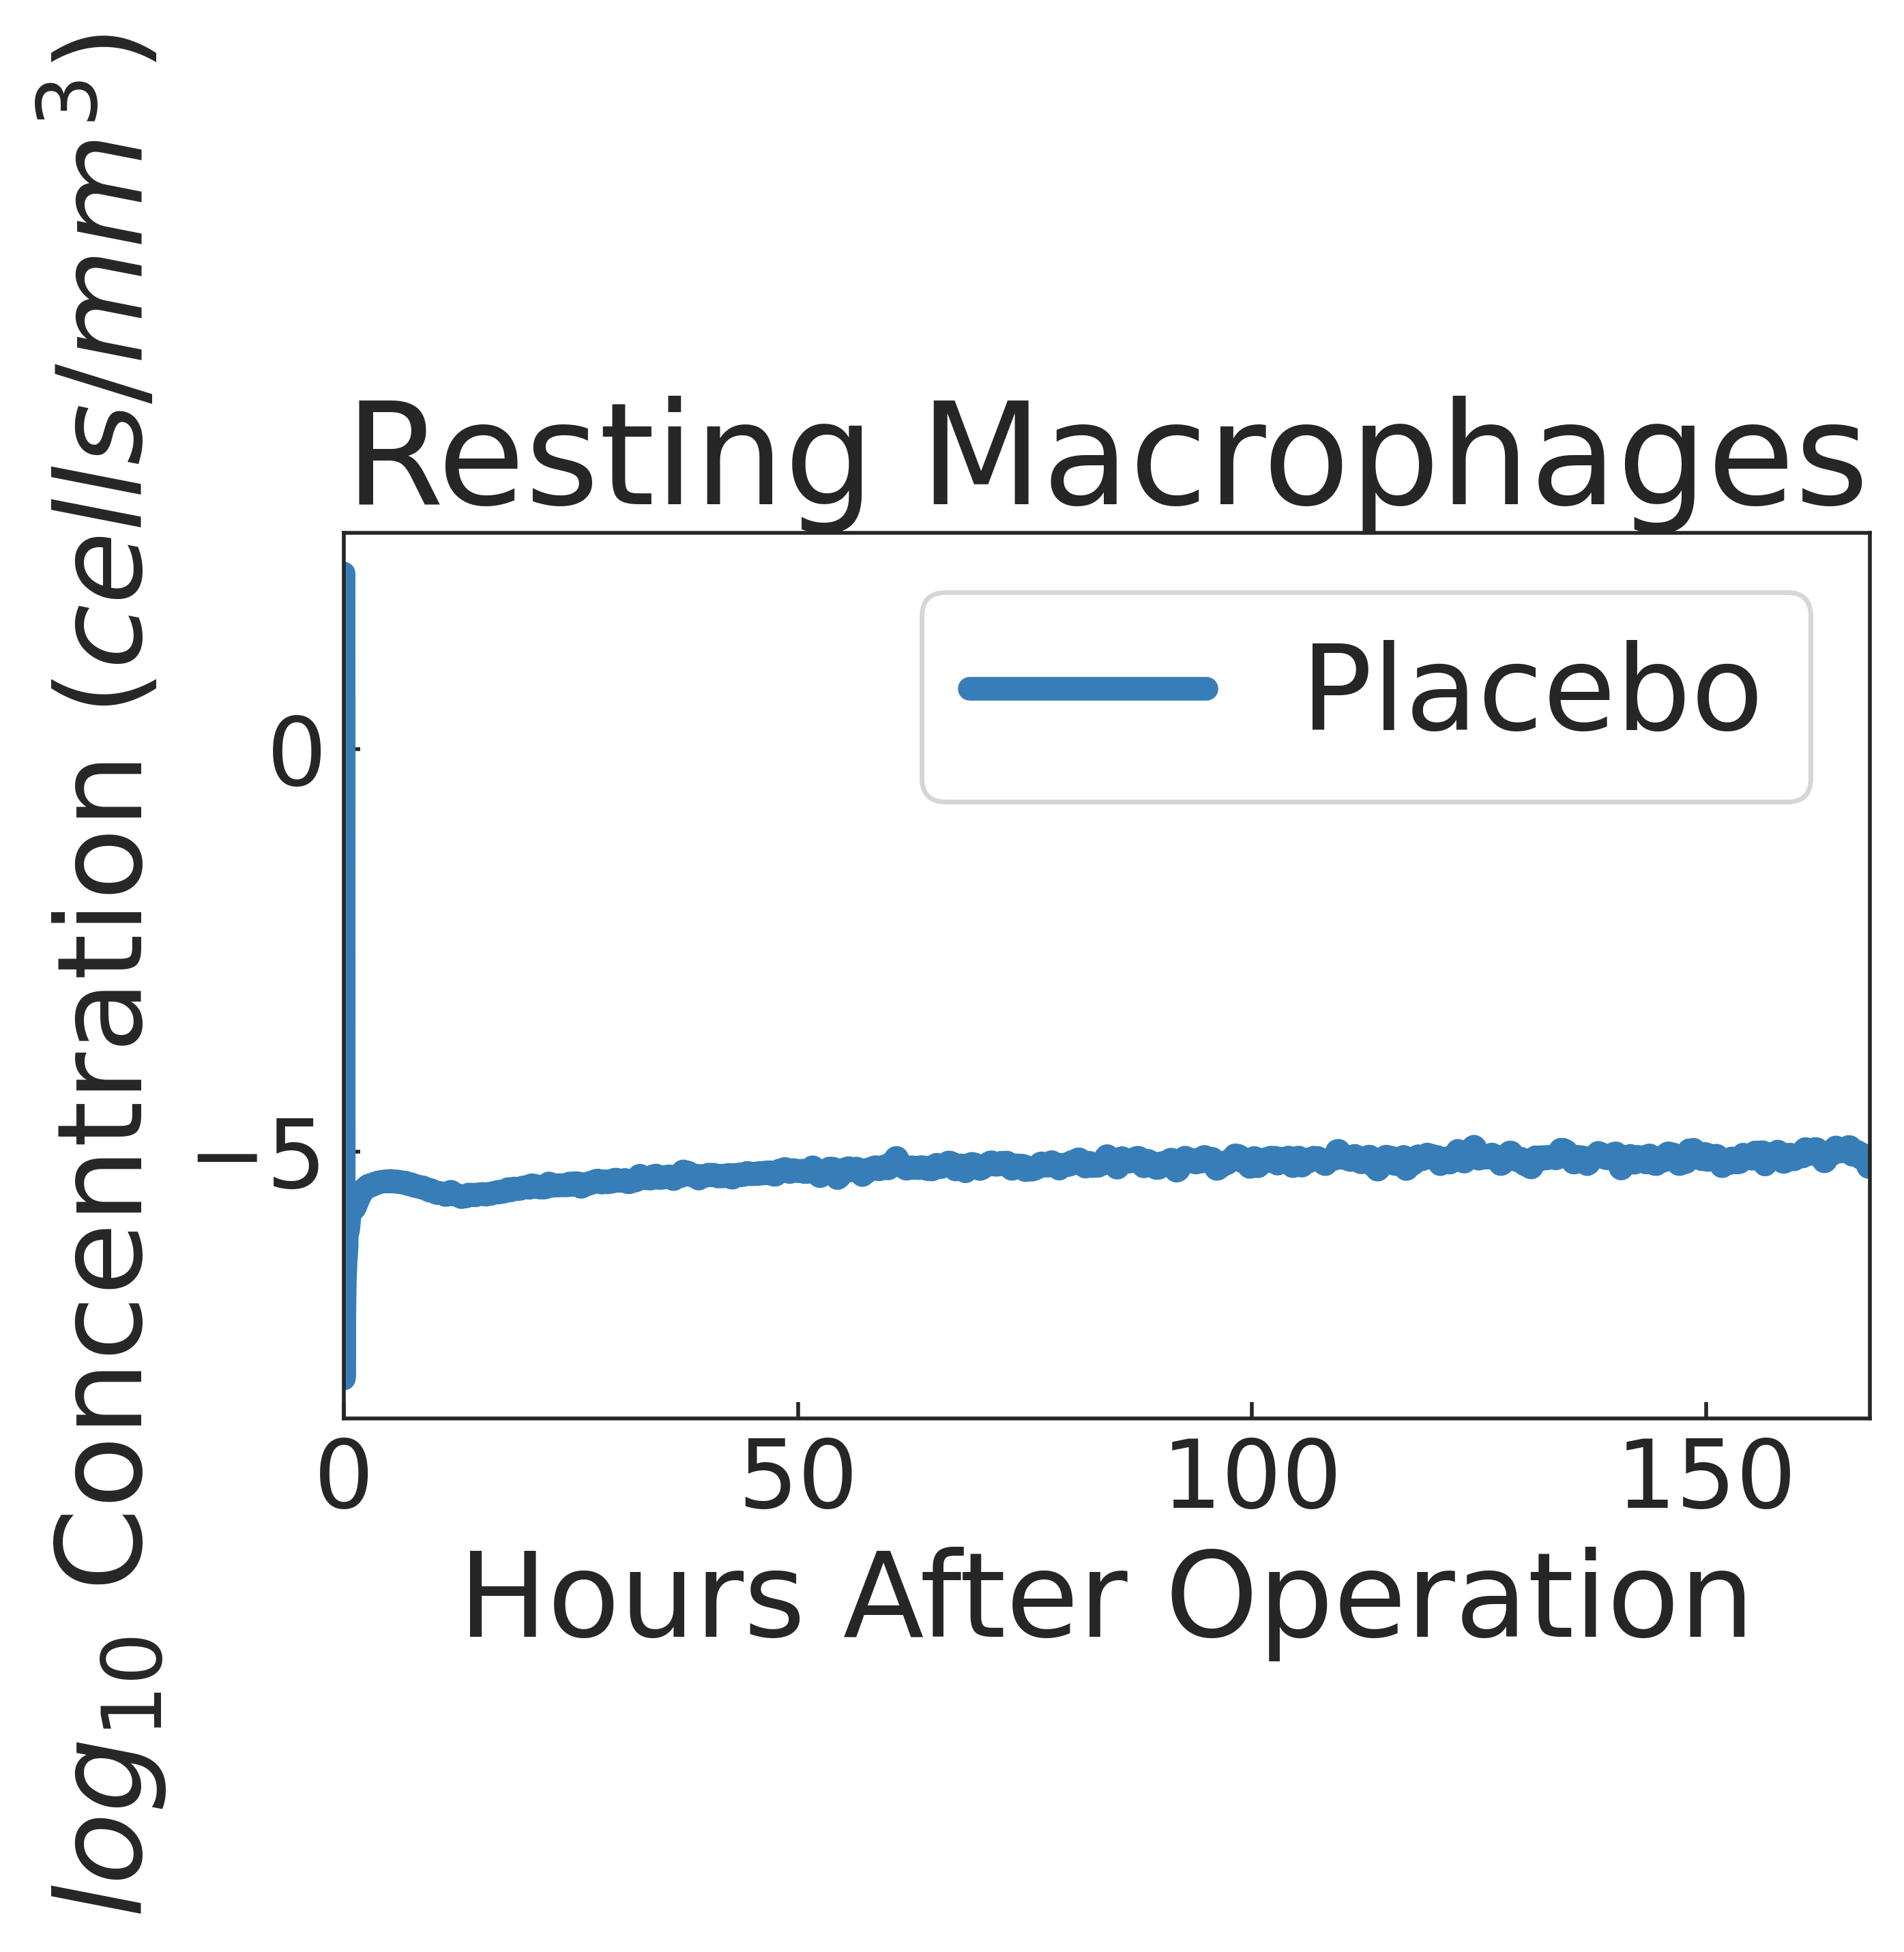 Resting Macrophages
log10 Concentration (cells/mm3)
Placebo
0
−5
0 50 100 150
Hours After Operation